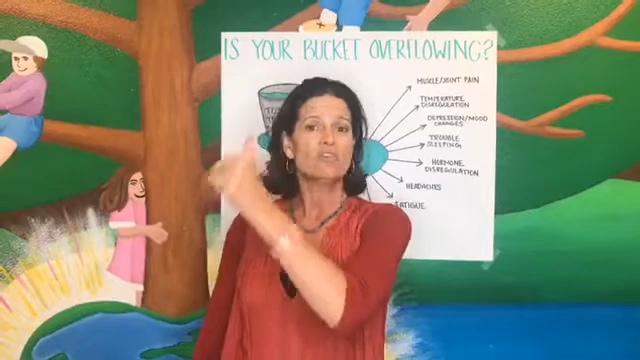 IS YOUR BUCKET OVERFLOWING?
MUSCLE/JOINT PAIN
TEMPERATURE
DISREGULATION
DEPRESSION/MOOD
CHANGES
TROUBLE
SLEEPING
HORMONE
DISREGULATION
HEADACHES
FATIGUE